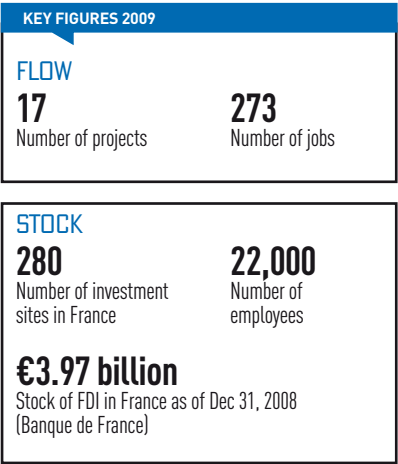 KEY FIGURES 2009
FLOW
17
Number of projects
273
Number of jobs
STOCK
280
Number of investment
sites in France
22,000
Number of
employees
€3.97 billion
Stock of FDI in France as of Dec 31, 2008
(Banque de France)